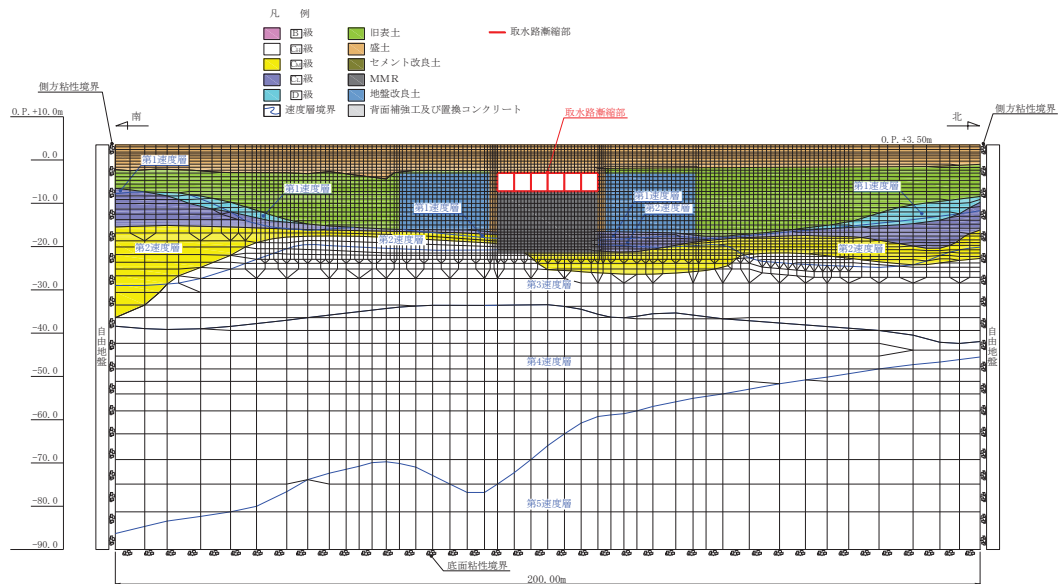 凡 例
B級
CH級
CM級
CL級
D級
速度層境界
旧表土
盛土
セメント改良土
MMR
地盤改良土
背面補強工及び置換コンクリート
取水路漸縮部
側方粘性境界
側方粘性境界
O.P.+10.0m
南
取水路漸縮部
北
O.P.+3.50m
0.0
-10.0
-20.0
-30.0
-40.0
-50.0
-60.0
-70.0
-80.0
-90.0
第1速度層
第1速度層
第1速度層
第1速度層
第1速度層
第2速度層
第2速度層
第2速度層
第2速度層
第3速度層
第4速度層
第5速度層
自由地盤
自由地盤
底面粘性境界
200.00m